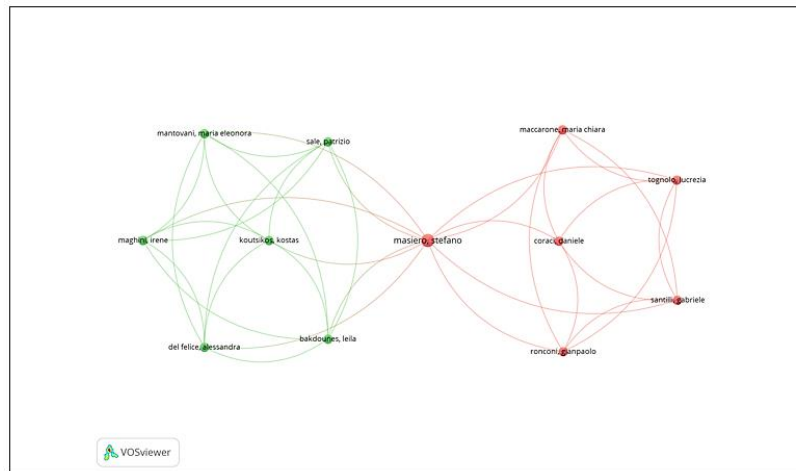 maccarone, maria chiara
mantovani, maria eleonora
sale, patrizio
tognolo, lucrezia
maghini, irene
koutsikos, kostas
masiero, stefano
coraci, daniele
santilli, gabriele
bakdounes, leila
del felice, alessandra
ronconi, gianpaolo
VOSviewer